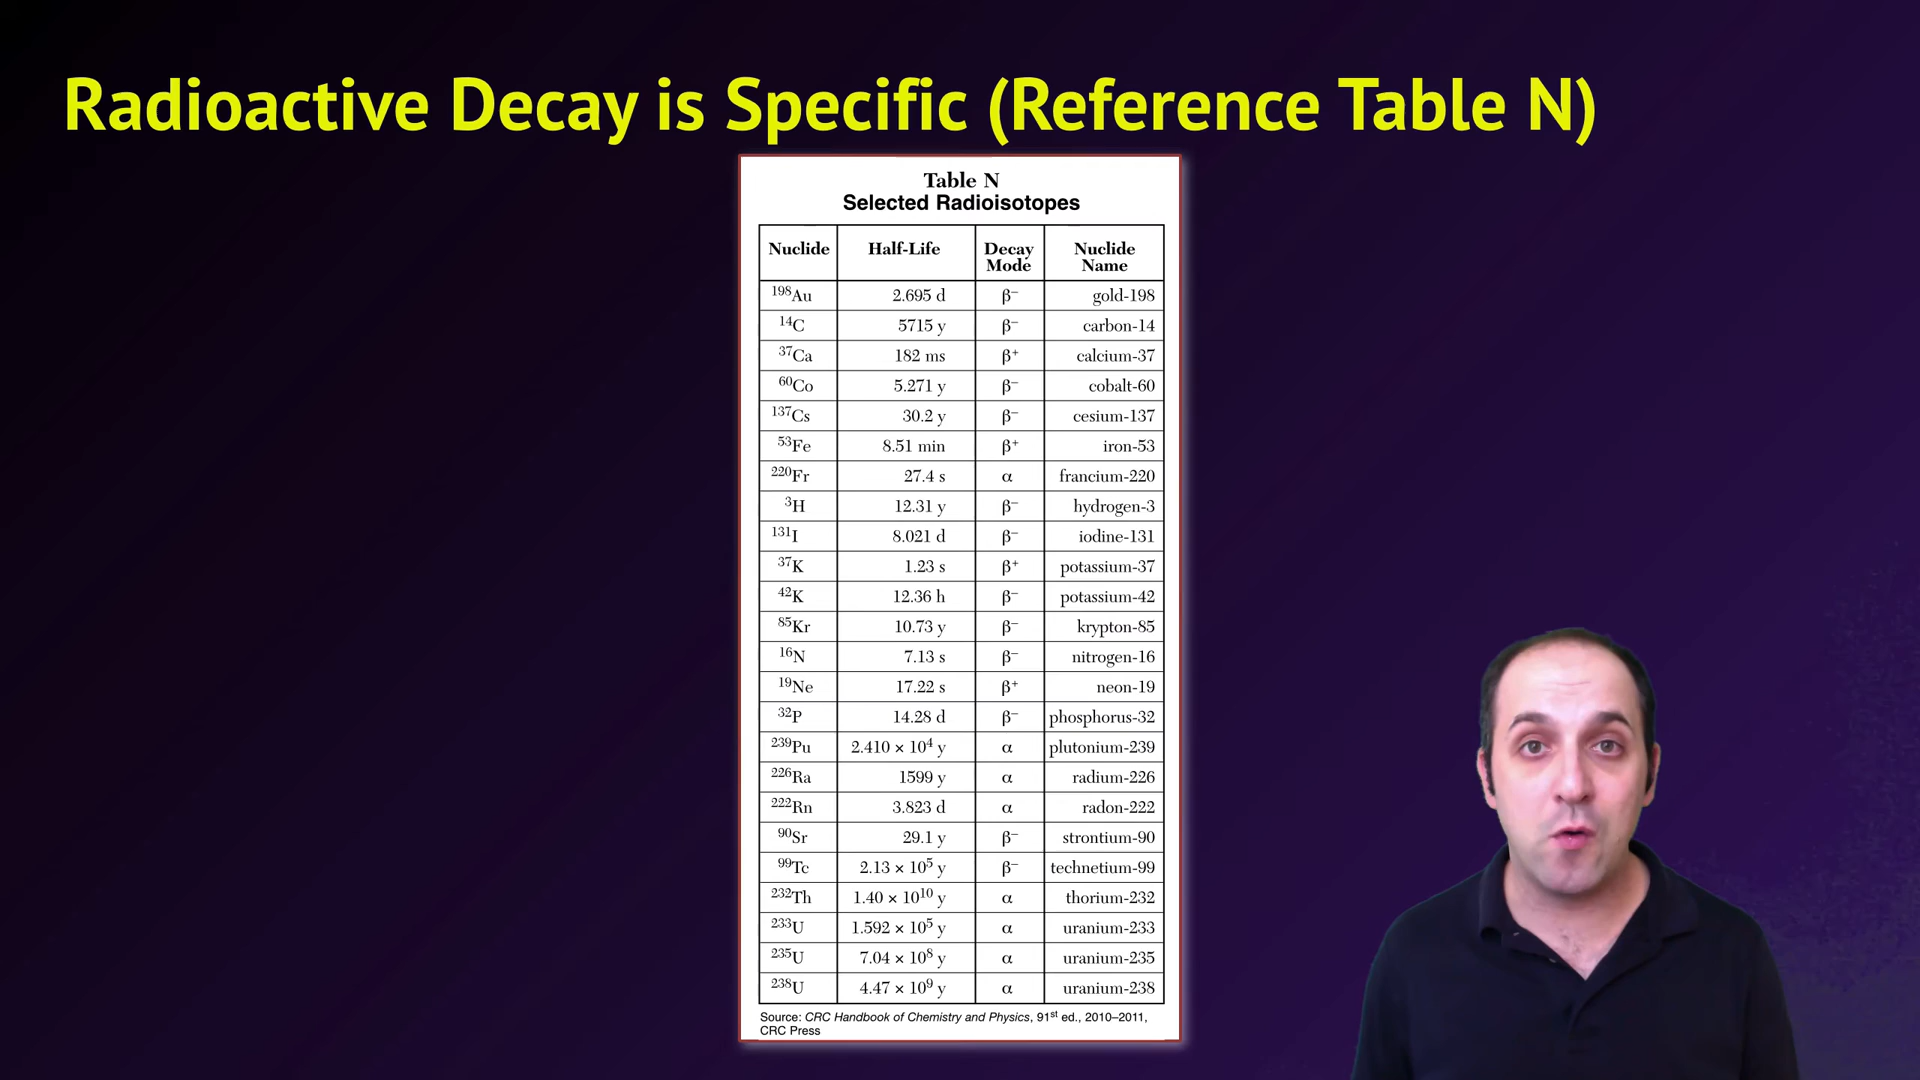 Radioactive Decay is Specific (Reference Table N)
Table N
Selected Radioisotopes
Nuclide Half-Life Decay Mode Nuclide Name
¹⁹⁸Au 2.695 d β⁻ gold-198
¹⁴C 5715 y β⁻ carbon-14
³⁷Ca 182 ms β⁺ calcium-37
⁶⁰Co 5.271 y β⁻ cobalt-60
¹³⁷Cs 30.2 y β⁻ cesium-137
⁵³Fe 8.51 min β⁺ iron-53
²²⁰Fr 27.4 s α francium-220
³H 12.31 y β⁻ hydrogen-3
¹³¹I 8.021 d β⁻ iodine-131
³⁷K 1.23 s β⁺ potassium-37
⁴²K 12.36 h β⁻ potassium-42
⁸⁵Kr 10.73 y β⁻ krypton-85
¹⁶N 7.13 s β⁻ nitrogen-16
¹⁹Ne 17.22 s β⁺ neon-19
³²P 14.28 d β⁻ phosphorus-32
²³⁹Pu 2.410 × 10⁴ y α plutonium-239
²²⁶Ra 1599 y α radium-226
²²²Rn 3.823 d α radon-222
⁹⁰Sr 29.1 y β⁻ strontium-90
⁹⁹Tc 2.13 × 10⁵ y β⁻ technetium-99
²³²Th 1.40 × 10¹⁰ y α thorium-232
²³³U 1.592 × 10⁵ y α uranium-233
²³⁵U 7.04 × 10⁸ y α uranium-235
²³⁸U 4.47 × 10⁹ y α uranium-238
Source: CRC Handbook of Chemistry and Physics, 91ˢᵗ ed., 2010–2011,
CRC Press